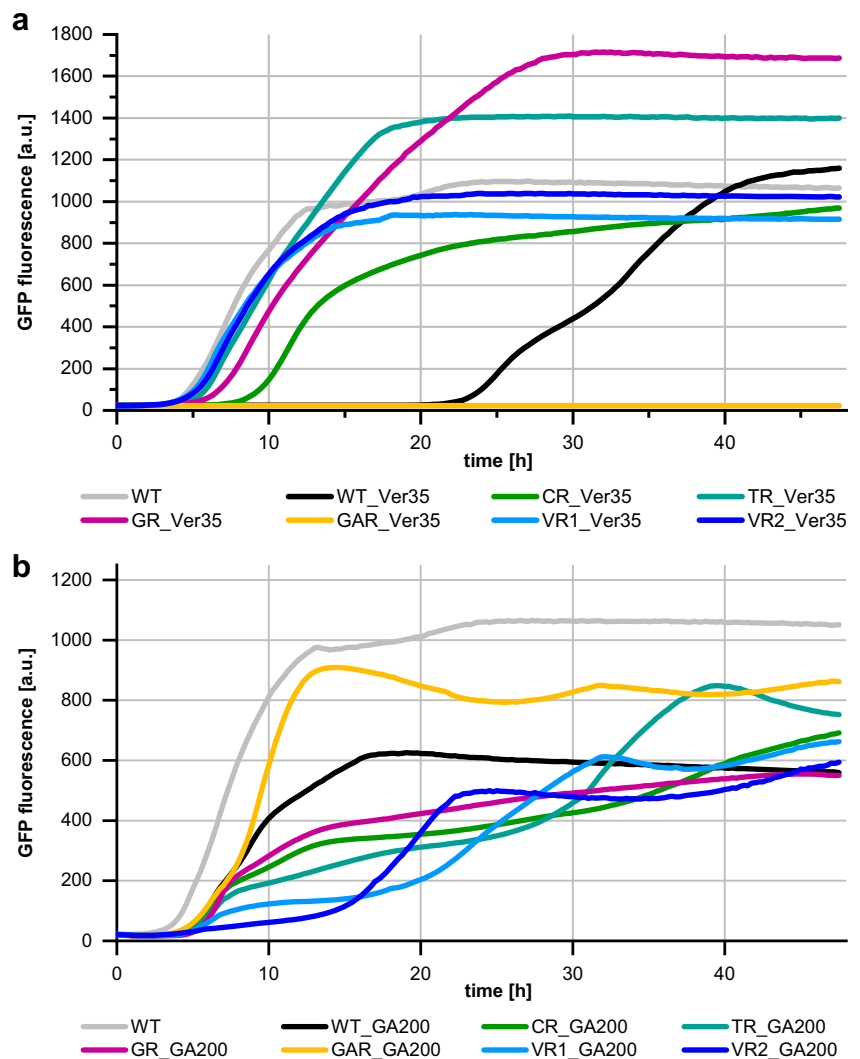 a
1800
1600
1400
1200
1000
800
600
400
200
0
GFP fluorescence [a.u.]
0 10 20 30 40
time [h]
WT WT_Ver35 CR_Ver35 TR_Ver35
GR_Ver35 GAR_Ver35 VR1_Ver35 VR2_Ver35
b
1200
1000
800
600
400
200
0
GFP fluorescence [a.u.]
0 10 20 30 40
time [h]
WT WT_GA200 CR_GA200 TR_GA200
GR_GA200 GAR_GA200 VR1_GA200 VR2_GA200